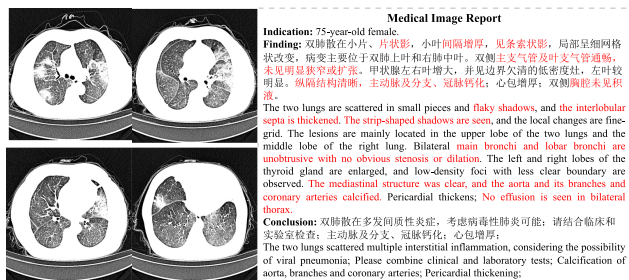 Medical Image Report
Indication: 75-year-old female.
Finding: 双肺散在小片、片状影，小叶间隔增厚，见条索状影，局部呈细网格
状改变，病变主要位于双肺上叶和右肺中叶。双侧主支气管及叶支气管通畅，
未见明显狭窄或扩张。甲状腺左右叶增大，并见边界欠清的低密度灶，左叶较
明显。纵隔结构清晰，主动脉及分支、冠脉钙化；心包增厚；双侧胸腔未见积
液。
The two lungs are scattered in small pieces and flaky shadows, and the interlobular
septa is thickened. The strip-shaped shadows are seen, and the local changes are fine-
grid. The lesions are mainly located in the upper lobe of the two lungs and the
middle lobe of the right lung. Bilateral main bronchi and lobar bronchi are
unobtrusive with no obvious stenosis or dilation. The left and right lobes of the
thyroid gland are enlarged, and low-density foci with less clear boundary are
observed. The mediastinal structure was clear, and the aorta and its branches and
coronary arteries calcified. Pericardial thickens; No effusion is seen in bilateral
thorax.
Conclusion: 双肺散在多发间质性炎症，考虑病毒性肺炎可能；请结合临床和
实验室检查；主动脉及分支、冠脉钙化；心包增厚；
The two lungs scattered multiple interstitial inflammation, considering the possibility
of viral pneumonia; Please combine clinical and laboratory tests; Calcification of
aorta, branches and coronary arteries; Pericardial thickening;